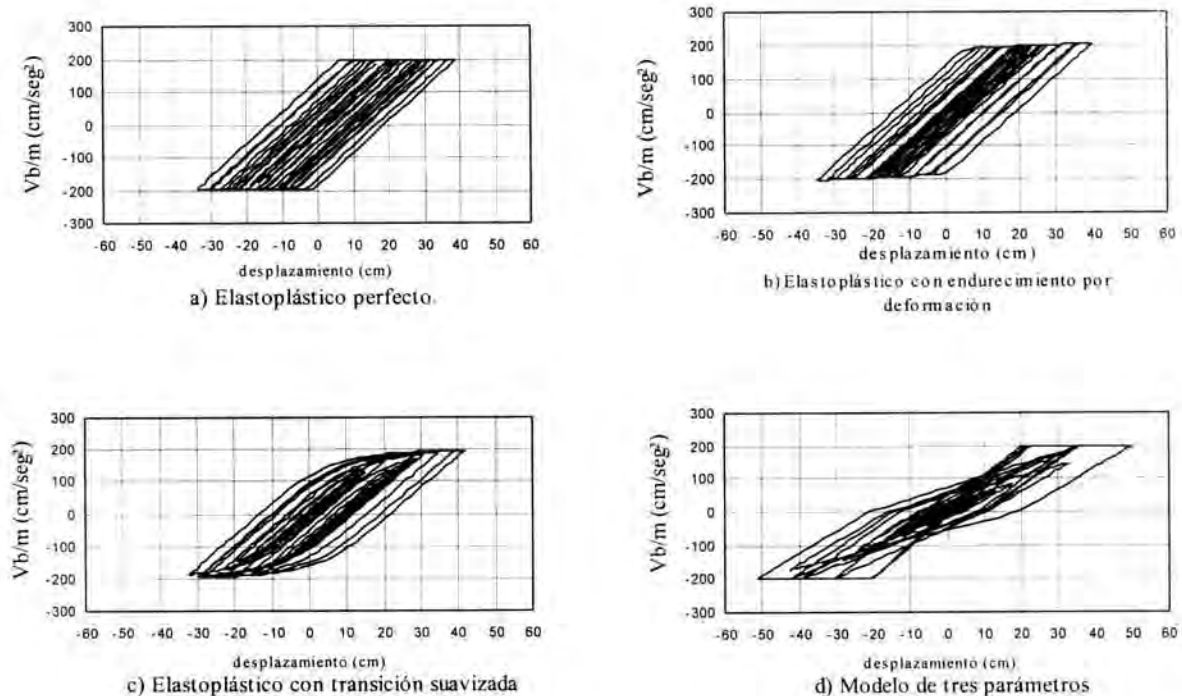 300
200
100
0
-100
-200
-300
Vb/m (cm/seg²)
-60 -50 -40 -30 -20 -10 0 10 20 30 40 50 60
desplazamiento (cm)
a) Elastoplástico perfecto.
300
200
100
0
-100
-200
-300
Vb/m (cm/seg²)
-60 -50 -40 -30 -20 -10 0 10 20 30 40 50 60
desplazamiento (cm)
b) Elastoplástico con endurecimiento por
deformación
300
200
100
0
-100
-200
-300
Vb/m (cm/seg²)
-60 -50 -40 -30 -20 -10 0 10 20 30 40 50 60
desplazamiento (cm)
c) Elastoplástico con transición suavizada
300
200
100
0
-100
-200
-300
Vb/m (cm/seg²)
-60 -50 -40 -30 -20 -10 0 10 20 30 40 50 60
desplazamiento (cm)
d) Modelo de tres parámetros